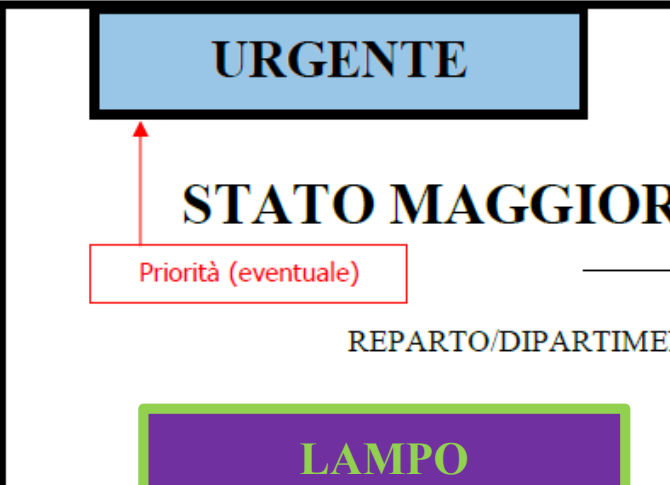 URGENTE
STATO MAGGIOR
Priorità (eventuale)
REPARTO/DIPARTIME
LAMPO